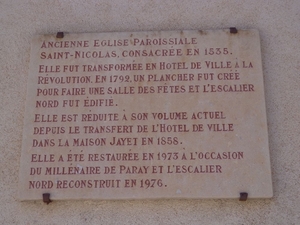 ANCIENNE EGLISE PAROISSIALE
SAINT-NICOLAS, CONSACRÉE EN 1535.
ELLE FUT TRANSFORMÉE EN HOTEL DE VILLE A LA
RÉVOLUTION. EN 1792, UN PLANCHER FUT CRÉÉ
POUR FAIRE UNE SALLE DES FÊTES ET L'ESCALIER
NORD FUT ÉDIFIÉ.
ELLE EST RÉDUITE A SON VOLUME ACTUEL
DEPUIS LE TRANSFERT DE L'HOTEL DE VILLE
DANS LA MAISON JAYET EN 1858.
ELLE A ÉTÉ RESTAURÉE EN 1973 A L'OCCASION
DU MILLÉNAIRE DE PARAY ET L'ESCALIER
NORD RECONSTRUIT EN 1976.